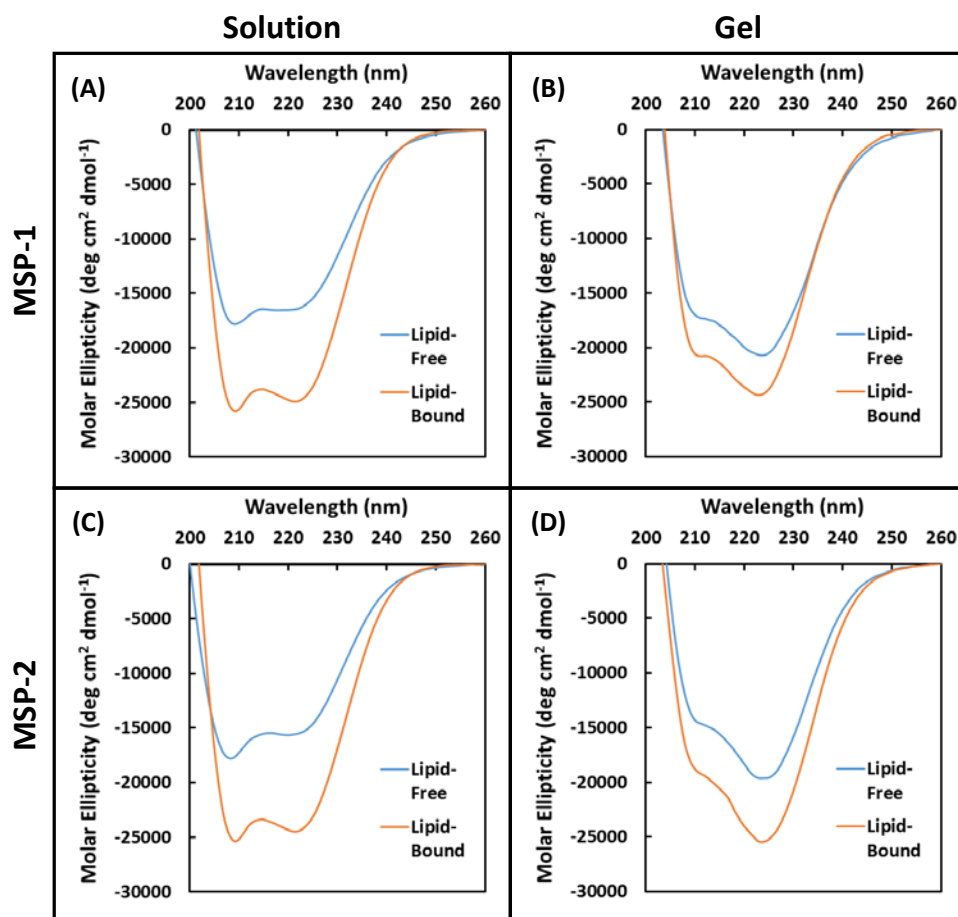 Solution
Gel
MSP-1
MSP-2
(A)
Wavelength (nm)
200 210 220 230 240 250 260
0
-5000
-10000
-15000
-20000
-25000
-30000
Molar Ellipticity (deg cm² dmol⁻¹)
Lipid-
Free
Lipid-
Bound
(B)
Wavelength (nm)
200 210 220 230 240 250 260
0
-5000
-10000
-15000
-20000
-25000
-30000
Molar Ellipticity (deg cm² dmol⁻¹)
Lipid-
Free
Lipid-
Bound
(C)
Wavelength (nm)
200 210 220 230 240 250 260
0
-5000
-10000
-15000
-20000
-25000
-30000
Molar Ellipticity (deg cm² dmol⁻¹)
Lipid-
Free
Lipid-
Bound
(D)
Wavelength (nm)
200 210 220 230 240 250 260
0
-5000
-10000
-15000
-20000
-25000
-30000
Molar Ellipticity (deg cm² dmol⁻¹)
Lipid-
Free
Lipid-
Bound